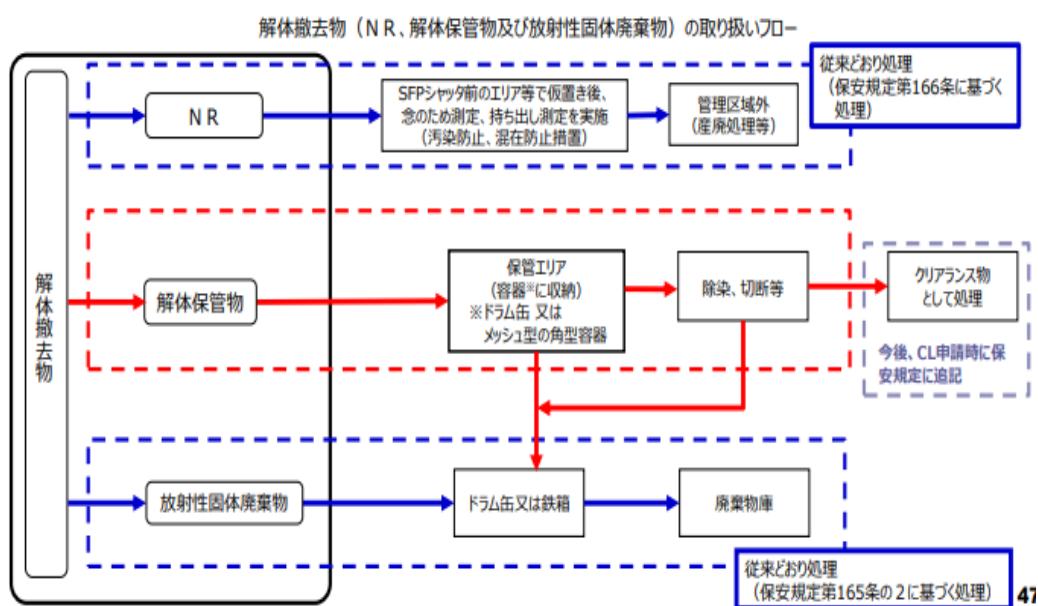 解体撤去物（ＮＲ、解体保管物及び放射性固体廃棄物）の取り扱いフロー
従来どおり処理
（保安規定第166条に基づく
処理）
ＮＲ
SFPシャッタ前のエリア等で仮置き後、
念のため測定、持ち出し測定を実施
（汚染防止、混在防止措置）
管理区域外
（産廃処理等）
解体撤去物
解体保管物
保管エリア
（容器※に収納）
※ドラム缶 又は
メッシュ型の角型容器
除染、切断等
クリアランス物
として処理
今後、CL申請時に保
安規定に追記
放射性固体廃棄物
ドラム缶又は鉄箱
廃棄物庫
従来どおり処理
（保安規定第165条の２に基づく処理）
47